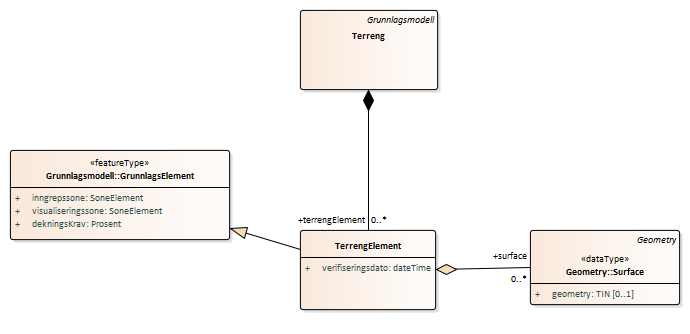 Grunnlagsmodell
Terreng
«featureType»
Grunnlagsmodell::GrunnlagsElement
+ inngrepssone: SoneElement
+ visualiseringssone: SoneElement
+ dekningsKrav: Prosent
+terrengElement 0..*
TerrengElement
+ verifiseringsdato: dateTime
+surface
0..*
Geometry
«dataType»
Geometry::Surface
+ geometry: TIN [0..1]